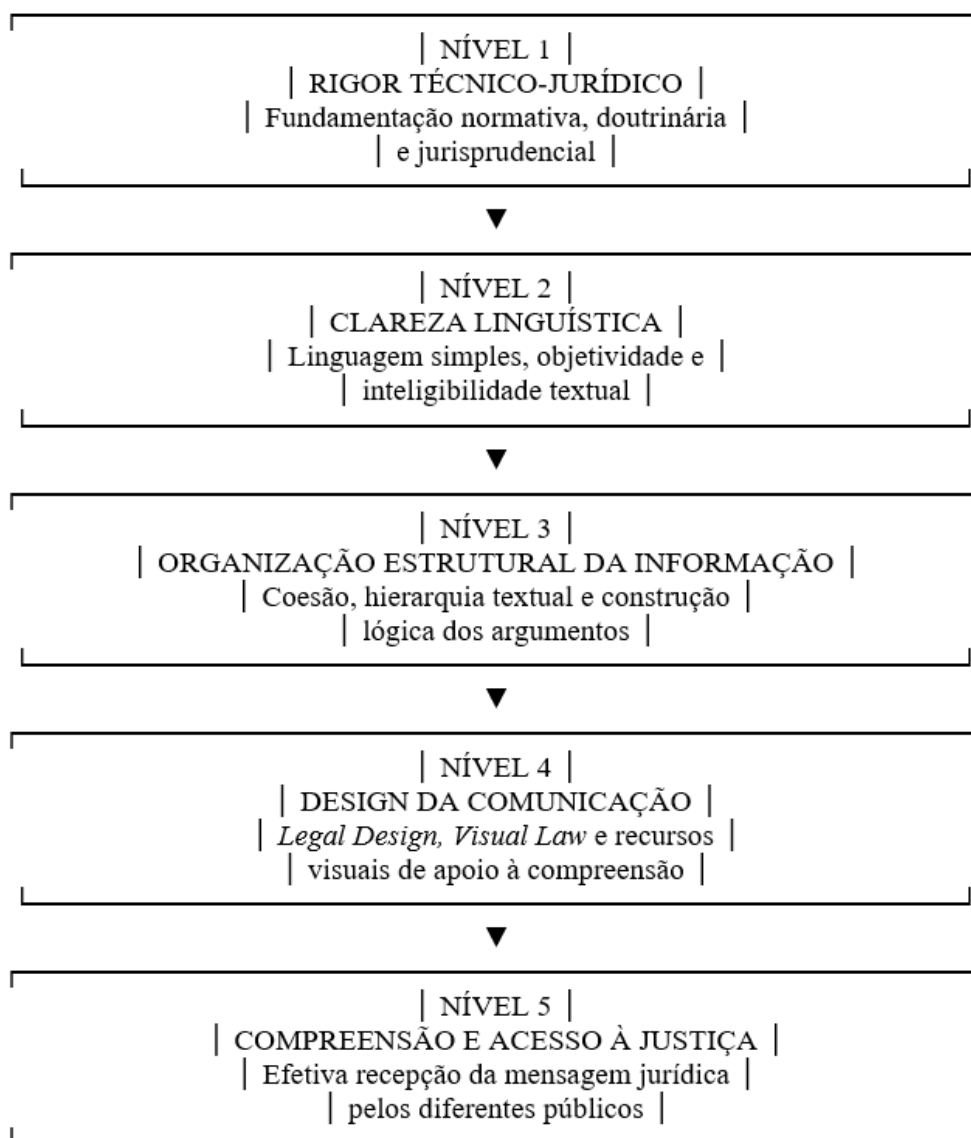 | NÍVEL 1 |
| RIGOR TÉCNICO-JURÍDICO |
| Fundamentação normativa, doutrinária |
| e jurisprudencial |
▼
| NÍVEL 2 |
| CLAREZA LINGUÍSTICA |
| Linguagem simples, objetividade e |
| inteligibilidade textual |
▼
| NÍVEL 3 |
| ORGANIZAÇÃO ESTRUTURAL DA INFORMAÇÃO |
| Coesão, hierarquia textual e construção |
| lógica dos argumentos |
▼
| NÍVEL 4 |
| DESIGN DA COMUNICAÇÃO |
| Legal Design, Visual Law e recursos |
| visuais de apoio à compreensão |
▼
| NÍVEL 5 |
| COMPREENSÃO E ACESSO À JUSTIÇA |
| Efetiva recepção da mensagem jurídica |
| pelos diferentes públicos |